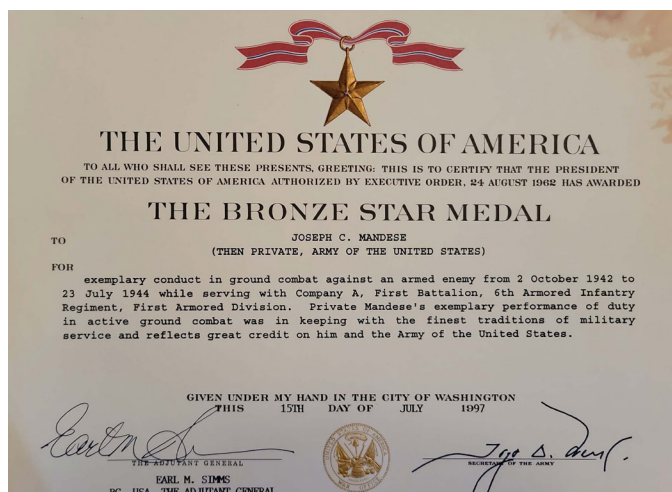 THE UNITED STATES OF AMERICA
TO ALL WHO SHALL SEE THESE PRESENTS, GREETING: THIS IS TO CERTIFY THAT THE PRESIDENT
OF THE UNITED STATES OF AMERICA AUTHORIZED BY EXECUTIVE ORDER, 24 AUGUST 1962 HAS AWARDED
THE BRONZE STAR MEDAL
TO JOSEPH C. MANDESE
(THEN PRIVATE, ARMY OF THE UNITED STATES)
FOR
exemplary conduct in ground combat against an armed enemy from 2 October 1942 to
23 July 1944 while serving with Company A, First Battalion, 6th Armored Infantry
Regiment, First Armored Division. Private Mandese's exemplary performance of duty
in active ground combat was in keeping with the finest traditions of military
service and reflects great credit on him and the Army of the United States.
GIVEN UNDER MY HAND IN THE CITY OF WASHINGTON
THIS 15TH DAY OF JULY 1997
THE ADJUTANT GENERAL
SECRETARY OF THE ARMY
EARL M. SIMMS
USA, THE ADJUTANT GENERAL